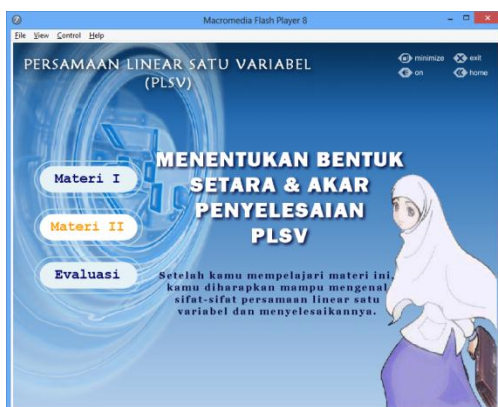 Macromedia Flash Player 8
File View Control Help
PERSAMAAN LINEAR SATU VARIABEL
(PLSV)
minimize exit
on home
Materi I
Materi II
Evaluasi
MENENTUKAN BENTUK
SETARA & AKAR
PENYELESAIAN
PLSV
Setelah kamu mempelajari materi ini,
kamu diharapkan mampu mengenal
sifat-sifat persamaan linear satu
variabel dan menyelesaikannya.